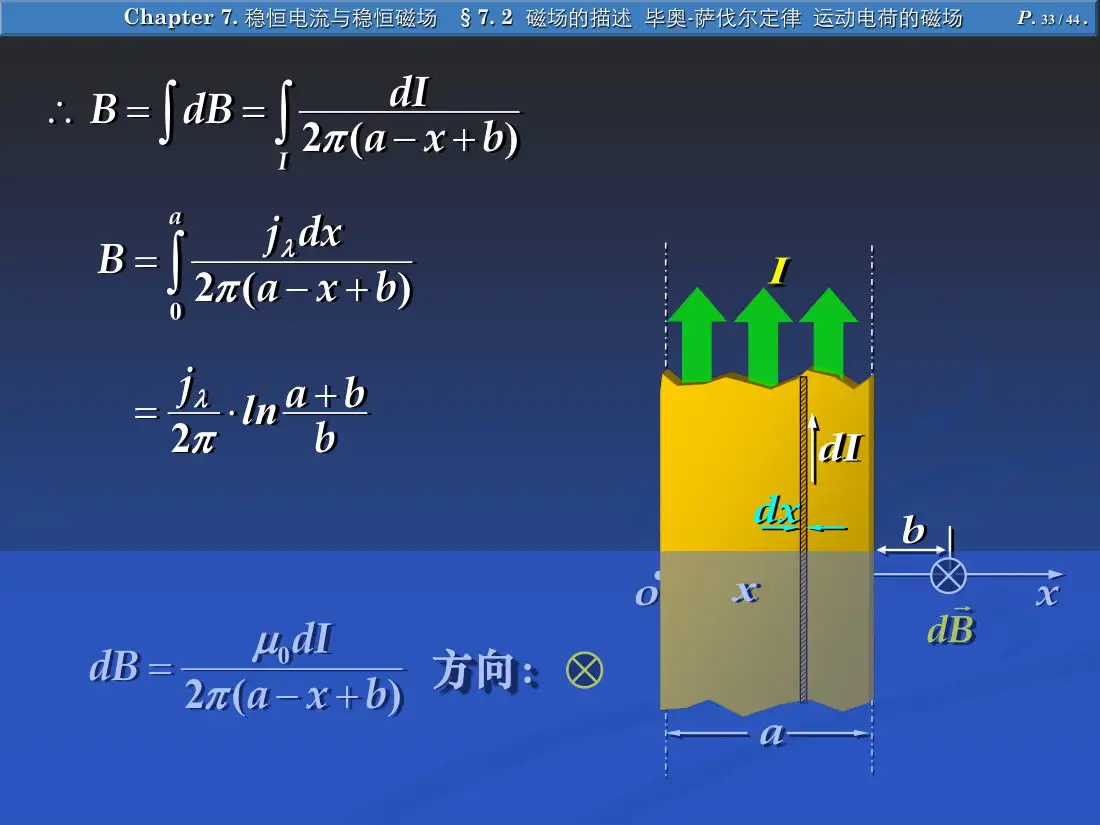 Chapter 7. 稳恒电流与稳恒磁场 § 7. 2 磁场的描述 毕奥-萨伐尔定律 运动电荷的磁场 P. 33 / 44 .
∴ B = ∫ dB = ∫_I dI / 2π(a − x + b)
B = ∫_0^a j_λ dx / 2π(a − x + b)
= j_λ / 2π · ln (a + b) / b
dB = μ_0 dI / 2π(a − x + b) 方向: ⊗
I
dI
dx
b
o
x
x
dB⃗
a